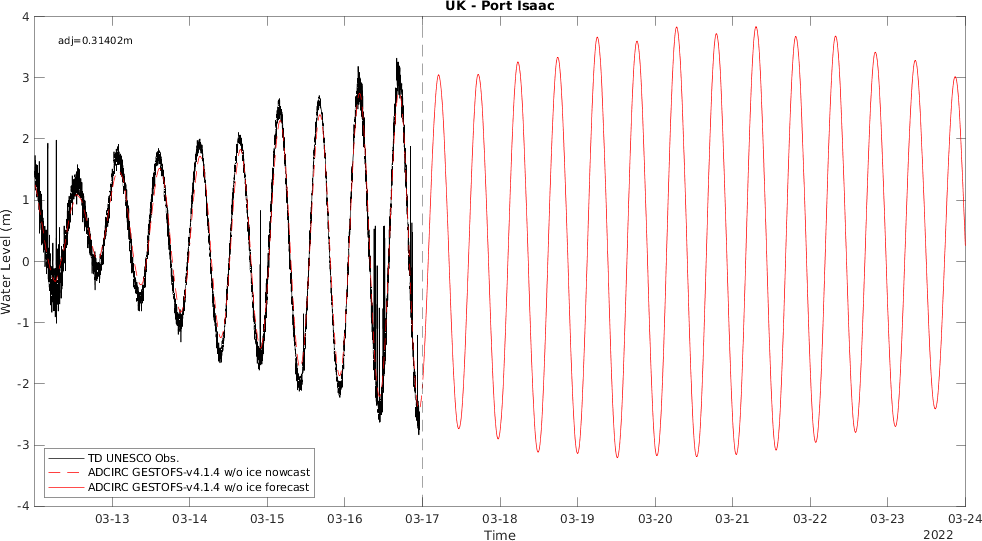 UK - Port Isaac
adj=0.31402m
Water Level (m)
4
3
2
1
0
-1
-2
-3
-4
TD UNESCO Obs.
ADCIRC GESTOFS-v4.1.4 w/o ice nowcast
ADCIRC GESTOFS-v4.1.4 w/o ice forecast
03-13 03-14 03-15 03-16 03-17 03-18 03-19 03-20 03-21 03-22 03-23 03-24
Time
2022